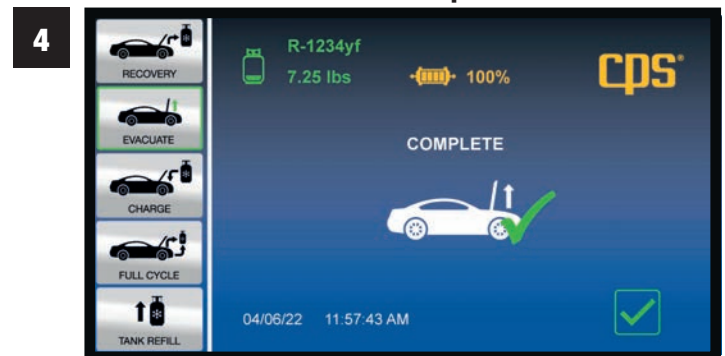 4
RECOVERY
EVACUATE
CHARGE
FULL CYCLE
TANK REFILL
R-1234yf
7.25 lbs
100%
CPS®
COMPLETE
04/06/22 11:57:43 AM